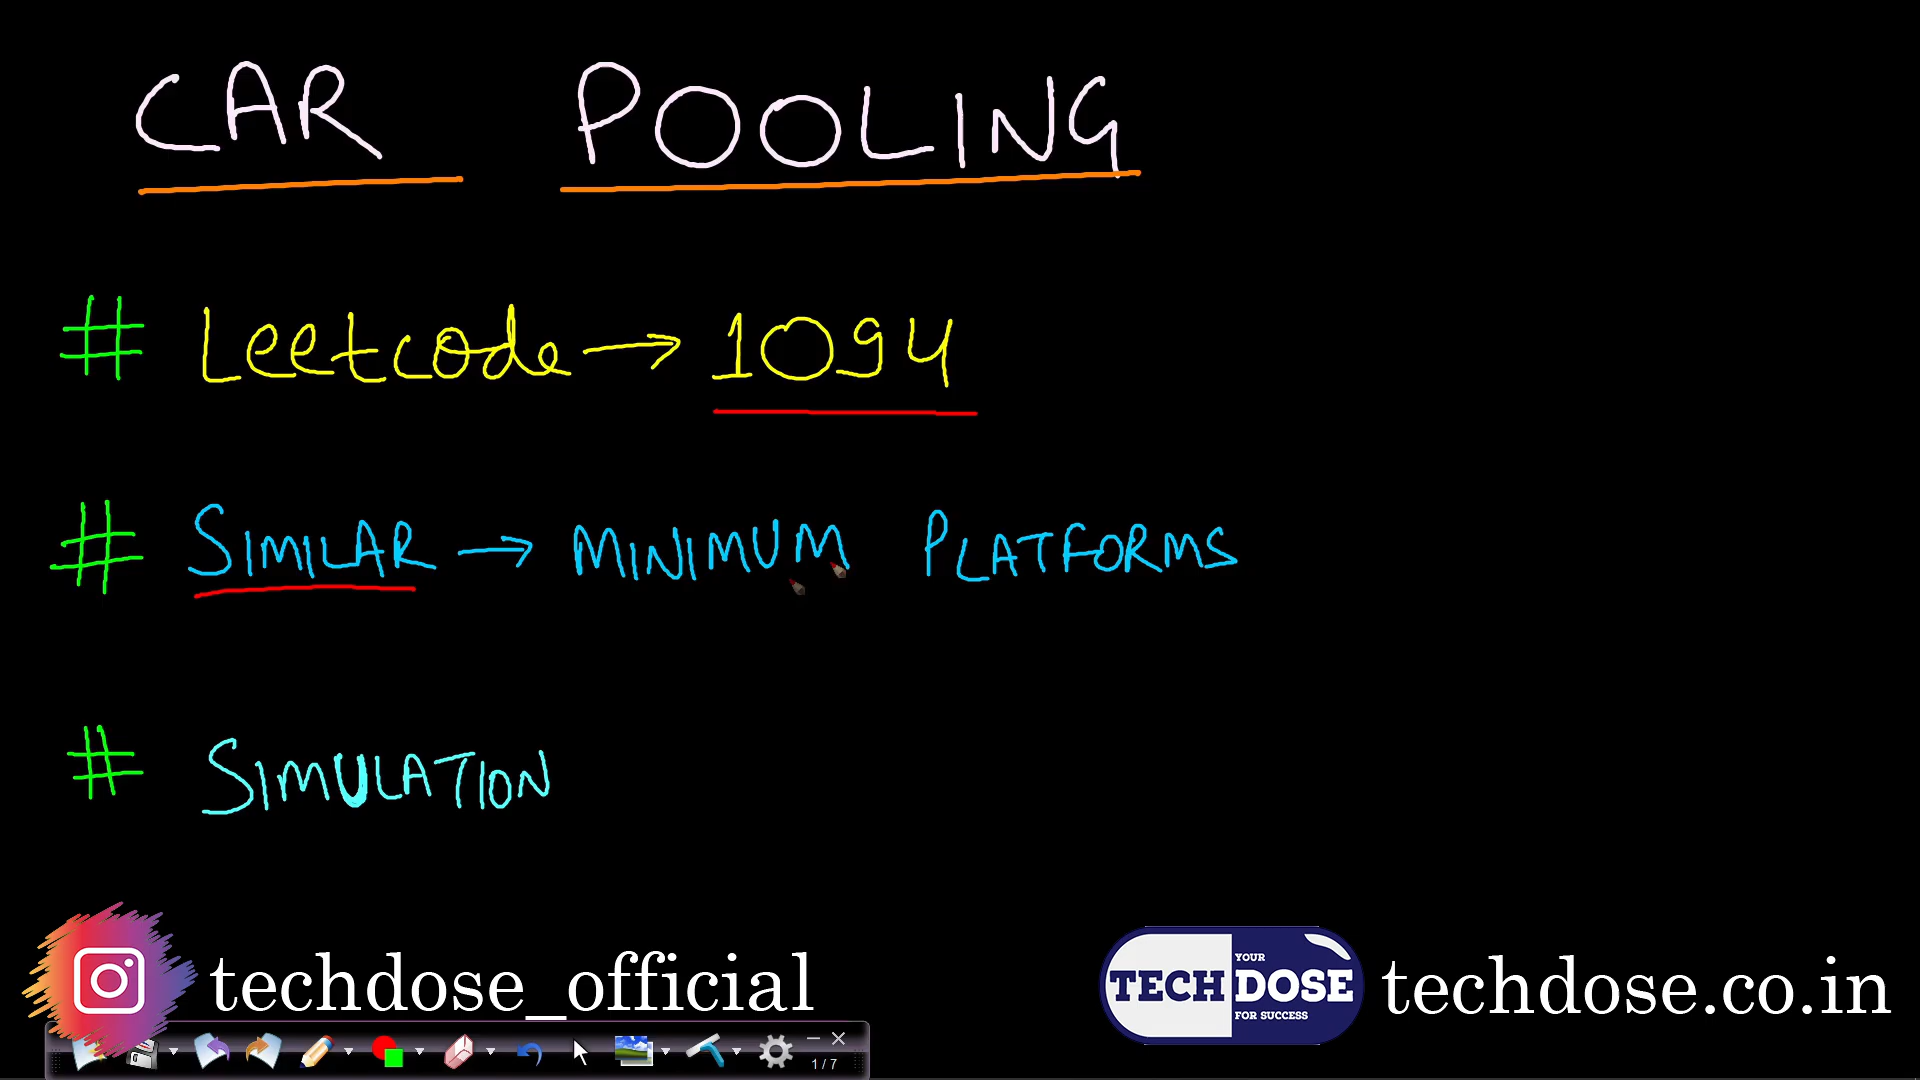 CAR POOLING
# Leetcode → 1094
# SIMILAR → MINIMUM PLATFORMS
# SIMULATION
techdose_official
YOUR
TECH DOSE
FOR SUCCESS
techdose.co.in
1 / 7